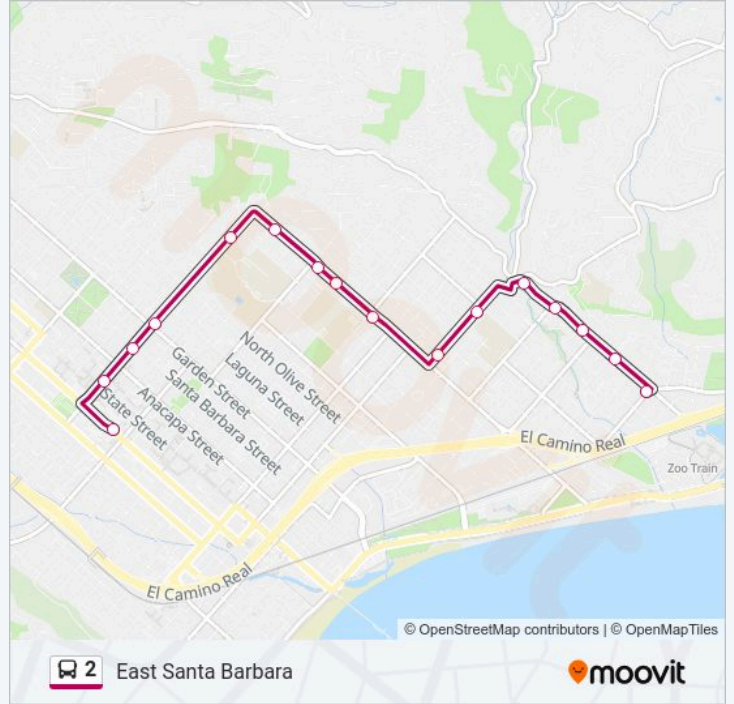 North Olive Street
Laguna Street
Garden Street
Santa Barbara Street
Anacapa Street
State Street
El Camino Real
Zoo Train
El Camino Real
© OpenStreetMap contributors | © OpenMapTiles
2 East Santa Barbara
moovit